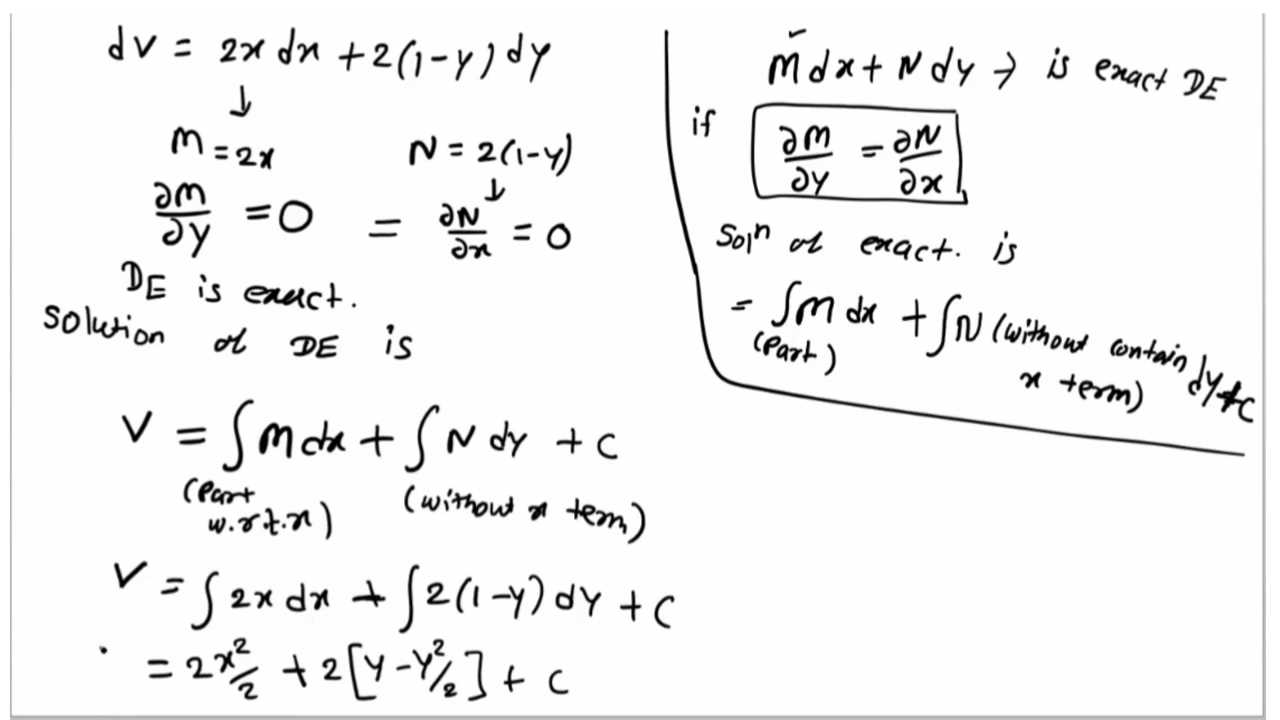 dv = 2x dx + 2(1-y) dy
↓
M = 2x N = 2(1-y)
↓
∂M/∂y = 0 = ∂N/∂x = 0
DE is exact.
Solution of DE is
V = ∫ M dx + ∫ N dy + C
(Part w.r.t. x) (without x term)
V = ∫ 2x dx + ∫ 2(1-y) dy + C
= 2x²/2 + 2[y - y²/2] + C
M dx + N dy → is exact DE
if ∂M/∂y = ∂N/∂x
Solⁿ of exact. is
= ∫M dx + ∫N (without contain x term) dy + C
(Part)